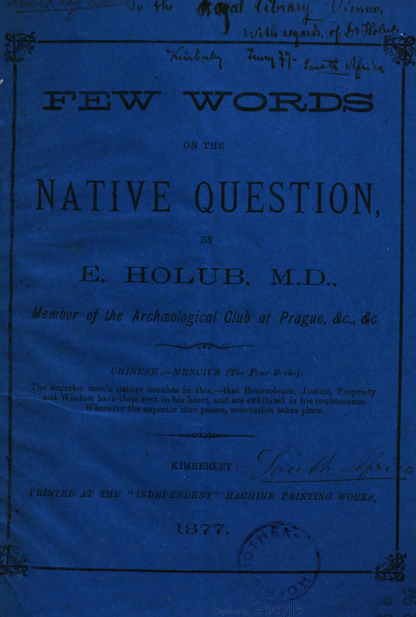 To the Royal Library Vienna,
With regards of Dr Holub
Kimberley
South Africa
FEW WORDS
ON THE
NATIVE QUESTION,
BY
E. HOLUB, M.D.,
Member of the Archæological Club at Prague, &c., &c
CHINESE.—MENCIUS (The Four Books).
The superior man's nature consists in this,—that Benevolence, Justice, Propriety
and Wisdom have their root in his heart, and are exhibited in his countenance.
Wherever the superior man passes, renovation takes place.
KIMBERLEY: South Africa
PRINTED AT THE "INDEPENDENT" MACHINE PRINTING WORKS,
1877.
Digitized by Google